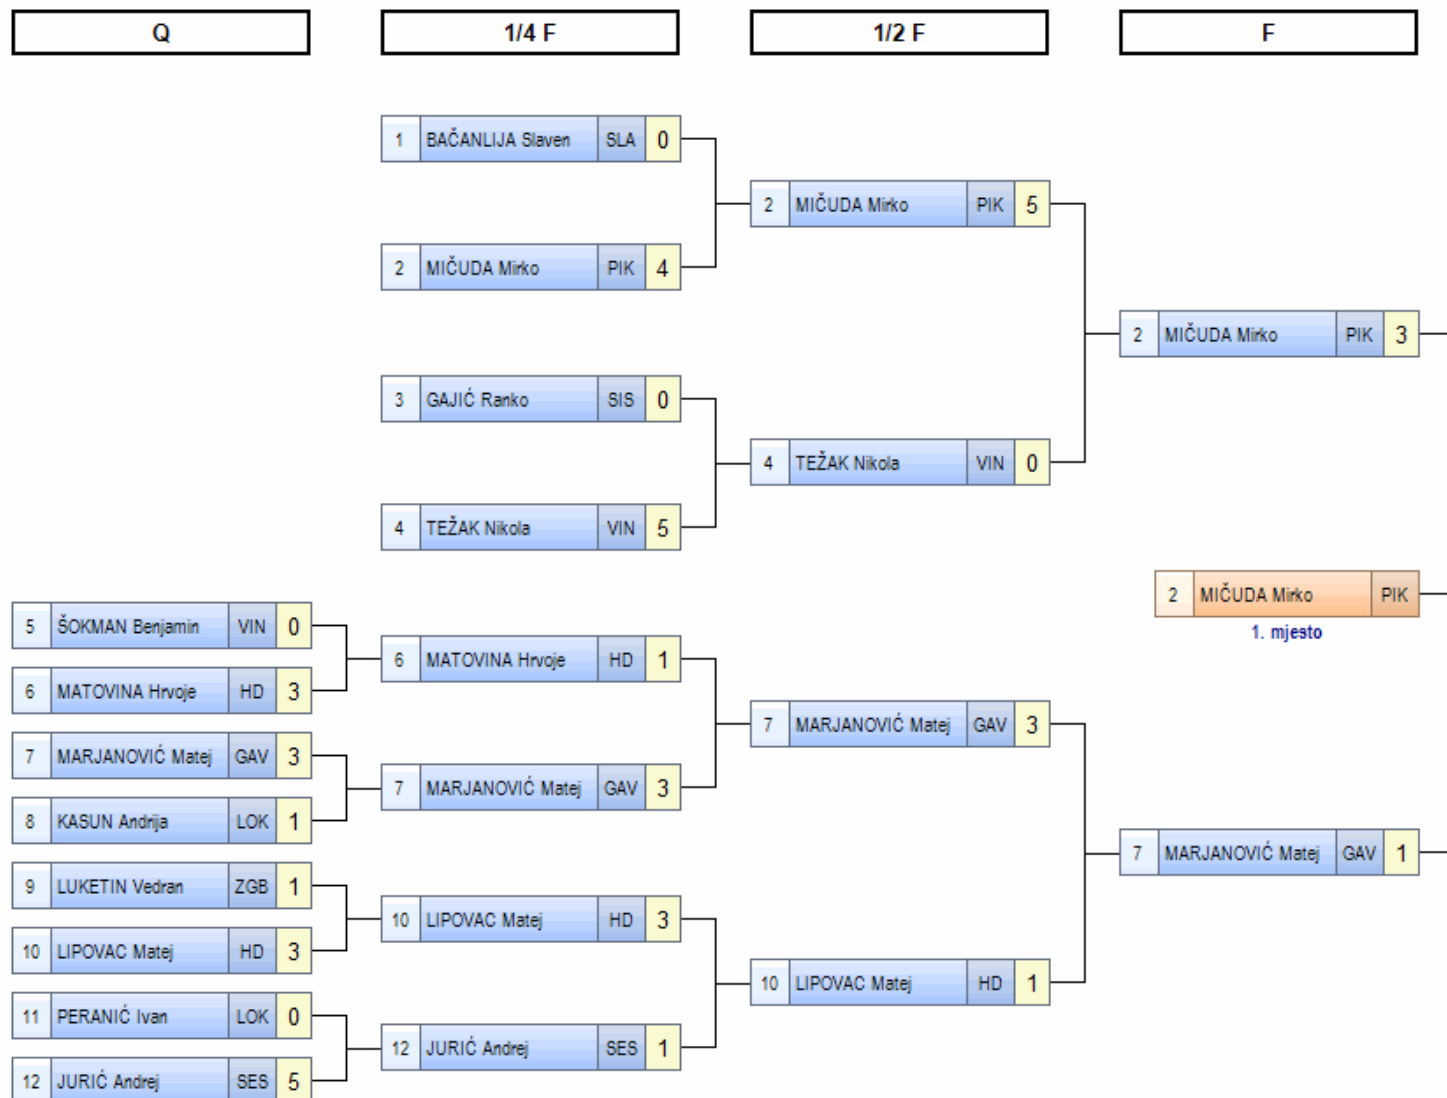 Q 1/4 F 1/2 F F
1 BAČANLIJA Slaven SLA 0
2 MIČUDA Mirko PIK 5
2 MIČUDA Mirko PIK 4
2 MIČUDA Mirko PIK 3
3 GAJIĆ Ranko SIS 0
4 TEŽAK Nikola VIN 0
4 TEŽAK Nikola VIN 5
2 MIČUDA Mirko PIK
1. mjesto
5 ŠOKMAN Benjamin VIN 0
6 MATOVINA Hrvoje HD 1
6 MATOVINA Hrvoje HD 3
7 MARJANOVIĆ Matej GAV 3
7 MARJANOVIĆ Matej GAV 3
7 MARJANOVIĆ Matej GAV 3
8 KASUN Andrija LOK 1
7 MARJANOVIĆ Matej GAV 1
9 LUKETIN Vedran ZGB 1
10 LIPOVAC Matej HD 3
10 LIPOVAC Matej HD 3
10 LIPOVAC Matej HD 1
11 PERANIĆ Ivan LOK 0
12 JURIĆ Andrej SES 1
12 JURIĆ Andrej SES 5